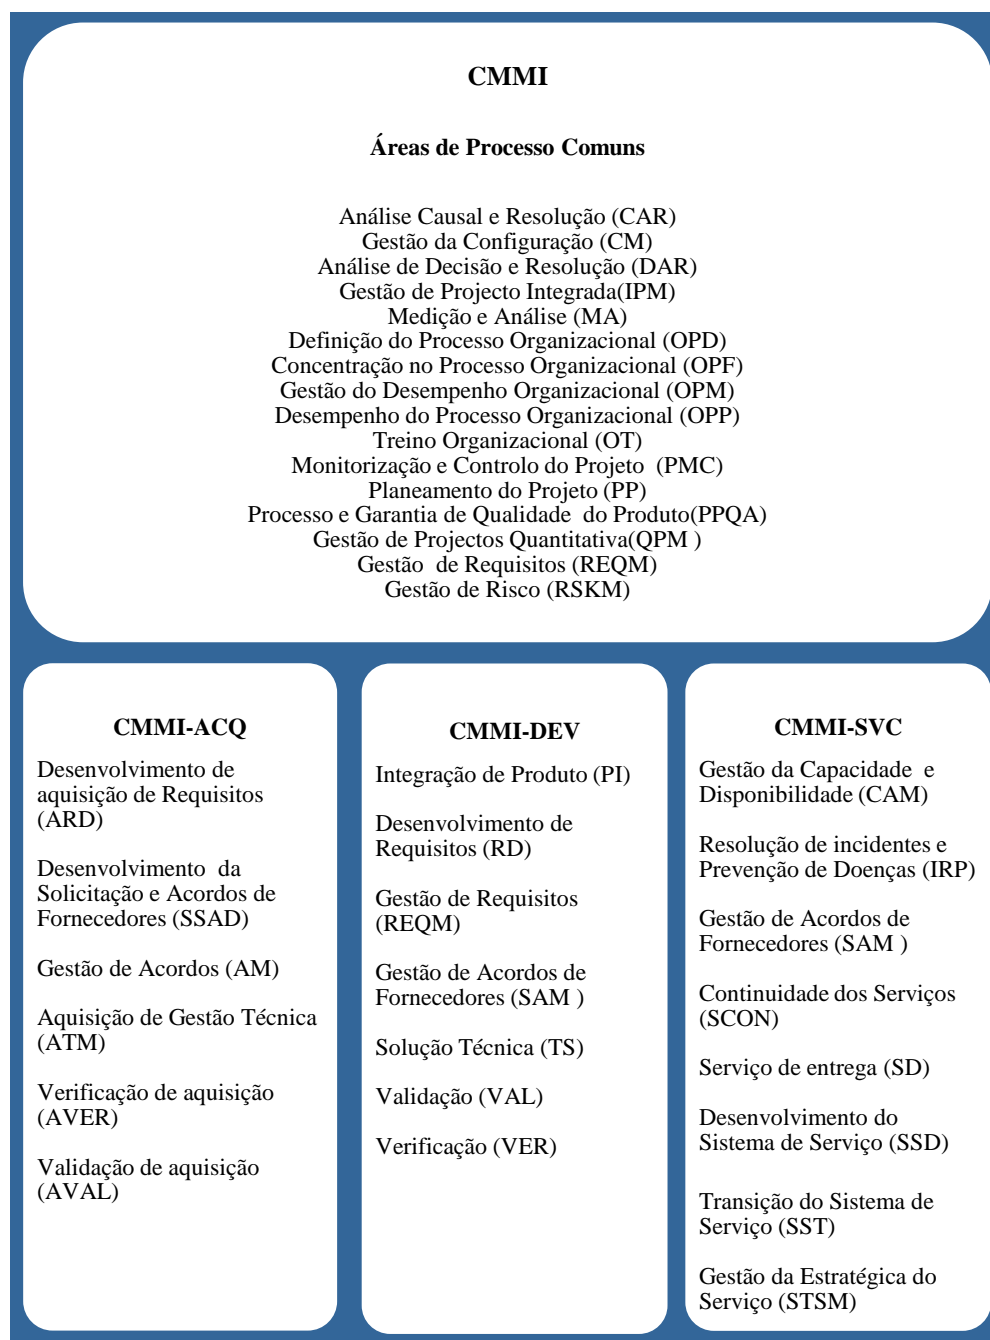 CMMI
Áreas de Processo Comuns
Análise Causal e Resolução (CAR)
Gestão da Configuração (CM)
Análise de Decisão e Resolução (DAR)
Gestão de Projecto Integrada(IPM)
Medição e Análise (MA)
Definição do Processo Organizacional (OPD)
Concentração no Processo Organizacional (OPF)
Gestão do Desempenho Organizacional (OPM)
Desempenho do Processo Organizacional (OPP)
Treino Organizacional (OT)
Monitorização e Controlo do Projeto (PMC)
Planeamento do Projeto (PP)
Processo e Garantia de Qualidade do Produto(PPQA)
Gestão de Projectos Quantitativa(QPM )
Gestão de Requisitos (REQM)
Gestão de Risco (RSKM)
CMMI-ACQ
Desenvolvimento de
aquisição de Requisitos
(ARD)
Desenvolvimento da
Solicitação e Acordos de
Fornecedores (SSAD)
Gestão de Acordos (AM)
Aquisição de Gestão Técnica
(ATM)
Verificação de aquisição
(AVER)
Validação de aquisição
(AVAL)
CMMI-DEV
Integração de Produto (PI)
Desenvolvimento de
Requisitos (RD)
Gestão de Requisitos
(REQM)
Gestão de Acordos de
Fornecedores (SAM )
Solução Técnica (TS)
Validação (VAL)
Verificação (VER)
CMMI-SVC
Gestão da Capacidade e
Disponibilidade (CAM)
Resolução de incidentes e
Prevenção de Doenças (IRP)
Gestão de Acordos de
Fornecedores (SAM )
Continuidade dos Serviços
(SCON)
Serviço de entrega (SD)
Desenvolvimento do
Sistema de Serviço (SSD)
Transição do Sistema de
Serviço (SST)
Gestão da Estratégica do
Serviço (STSM)